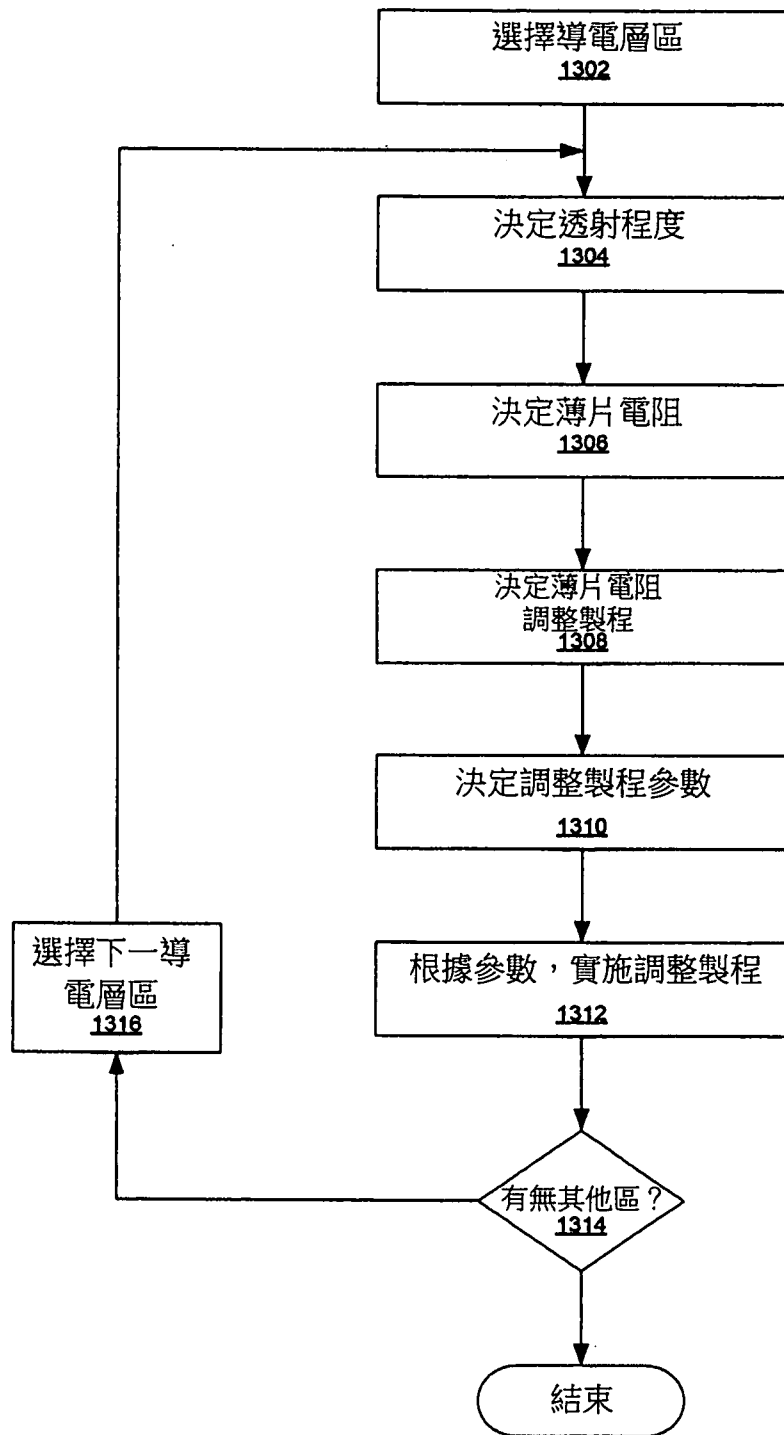 選擇導電層區
1302
決定透射程度
1304
決定薄片電阻
1306
決定薄片電阻
調整製程
1308
決定調整製程參數
1310
根據參數，實施調整製程
1312
選擇下一導
電層區
1316
有無其他區？
1314
結束